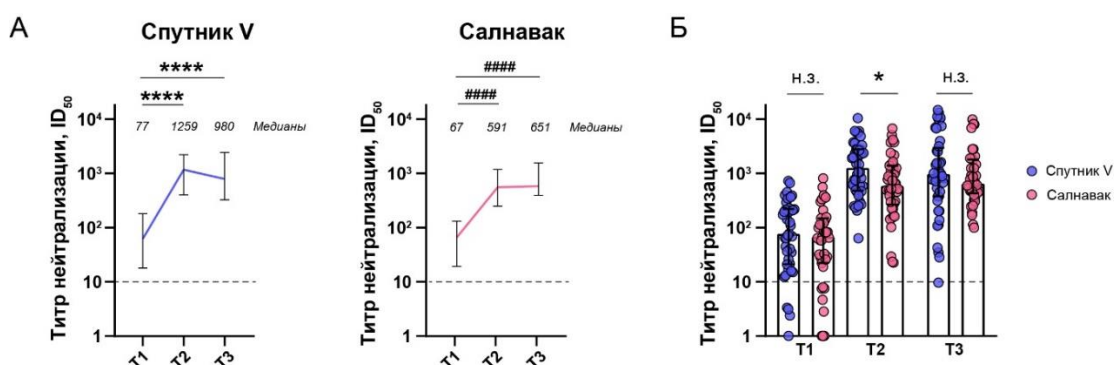 А
Спутник V
Салнавак
Б
****
****
####
####
н.з.
*
н.з.
Титр нейтрализации, ID50
10⁴
10³
10²
10
1
77 1259 980 Медианы
T1 T2 T3
Титр нейтрализации, ID50
10⁴
10³
10²
10
1
67 591 651 Медианы
T1 T2 T3
Титр нейтрализации, ID50
10⁴
10³
10²
10
1
T1 T2 T3
Спутник V
Салнавак